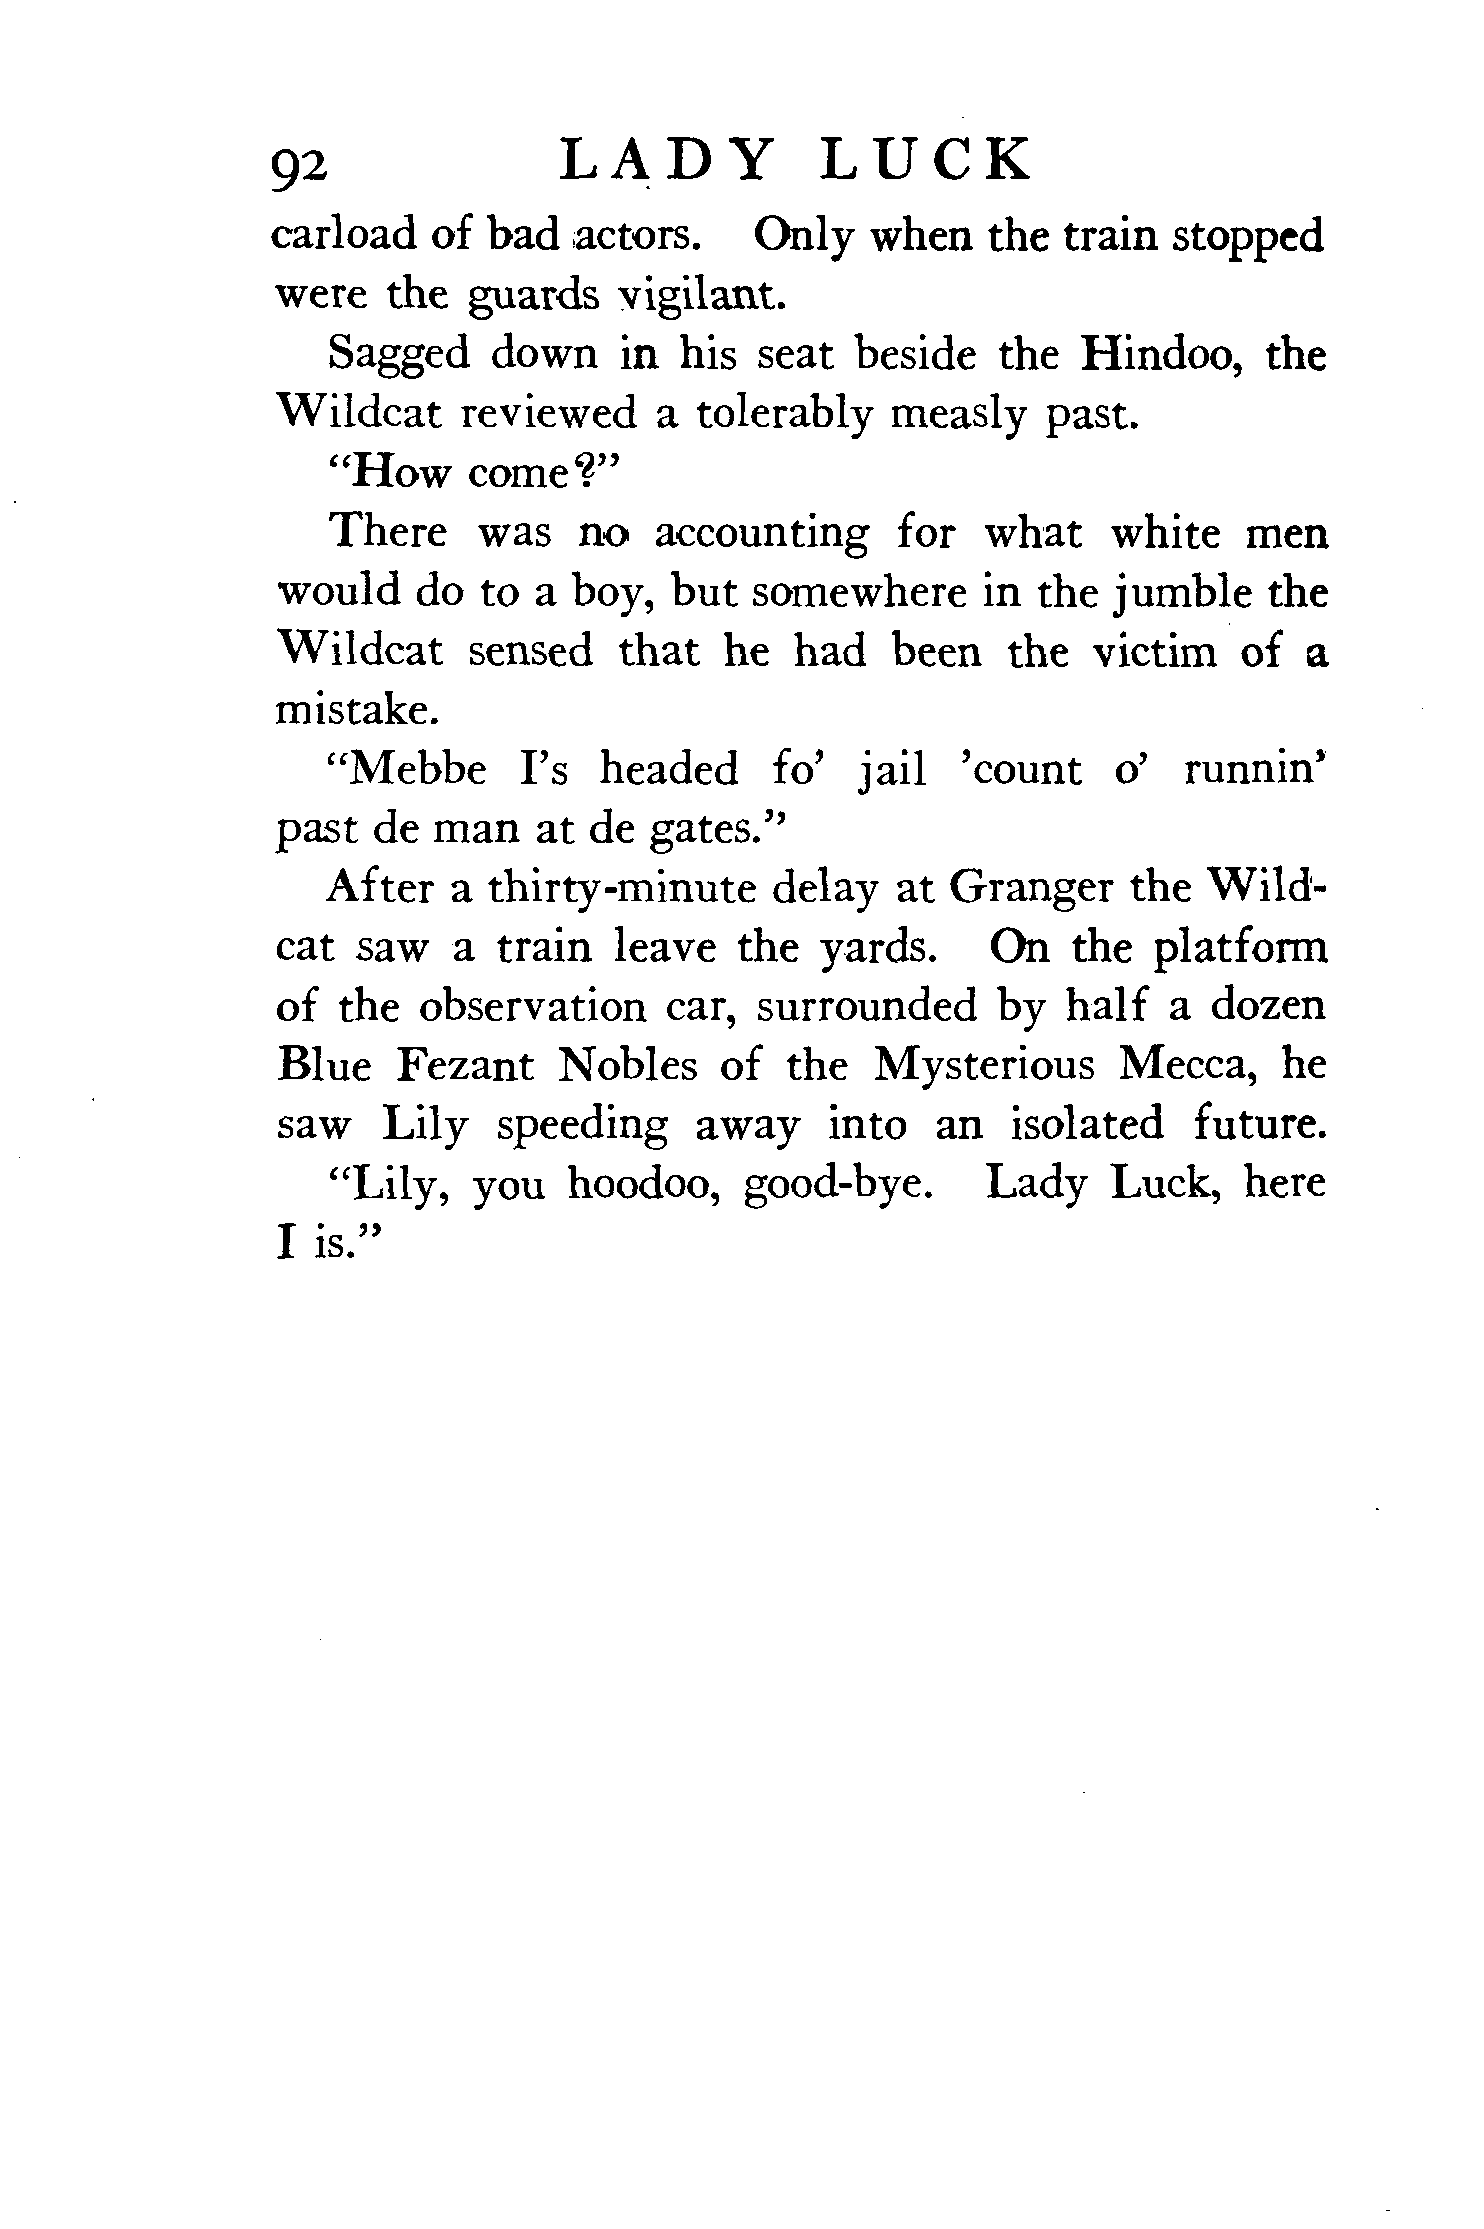 92 LADY LUCK
carload of bad actors. Only when the train stopped
were the guards vigilant.
Sagged down in his seat beside the Hindoo, the
Wildcat reviewed a tolerably measly past.
“How come?”
There was no accounting for what white men
would do to a boy, but somewhere in the jumble the
Wildcat sensed that he had been the victim of a
mistake.
“Mebbe I’s headed fo’ jail ’count o’ runnin’
past de man at de gates.”
After a thirty-minute delay at Granger the Wild-
cat saw a train leave the yards. On the platform
of the observation car, surrounded by half a dozen
Blue Fezant Nobles of the Mysterious Mecca, he
saw Lily speeding away into an isolated future.
“Lily, you hoodoo, good-bye. Lady Luck, here
I is.”